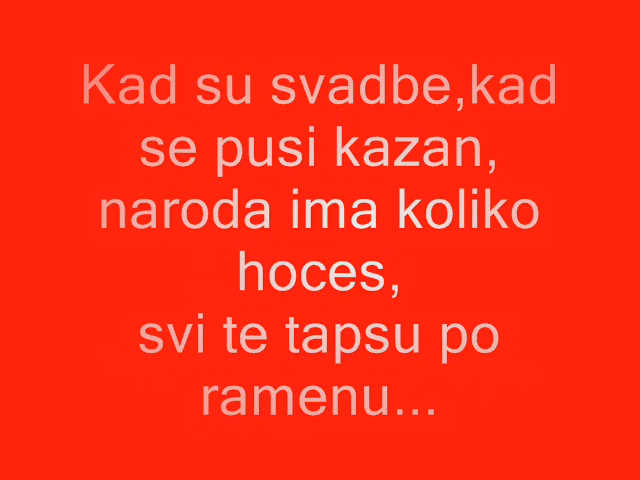 Kad su svadbe,kad
se pusi kazan,
naroda ima koliko
hoces,
svi te tapsu po
ramenu...